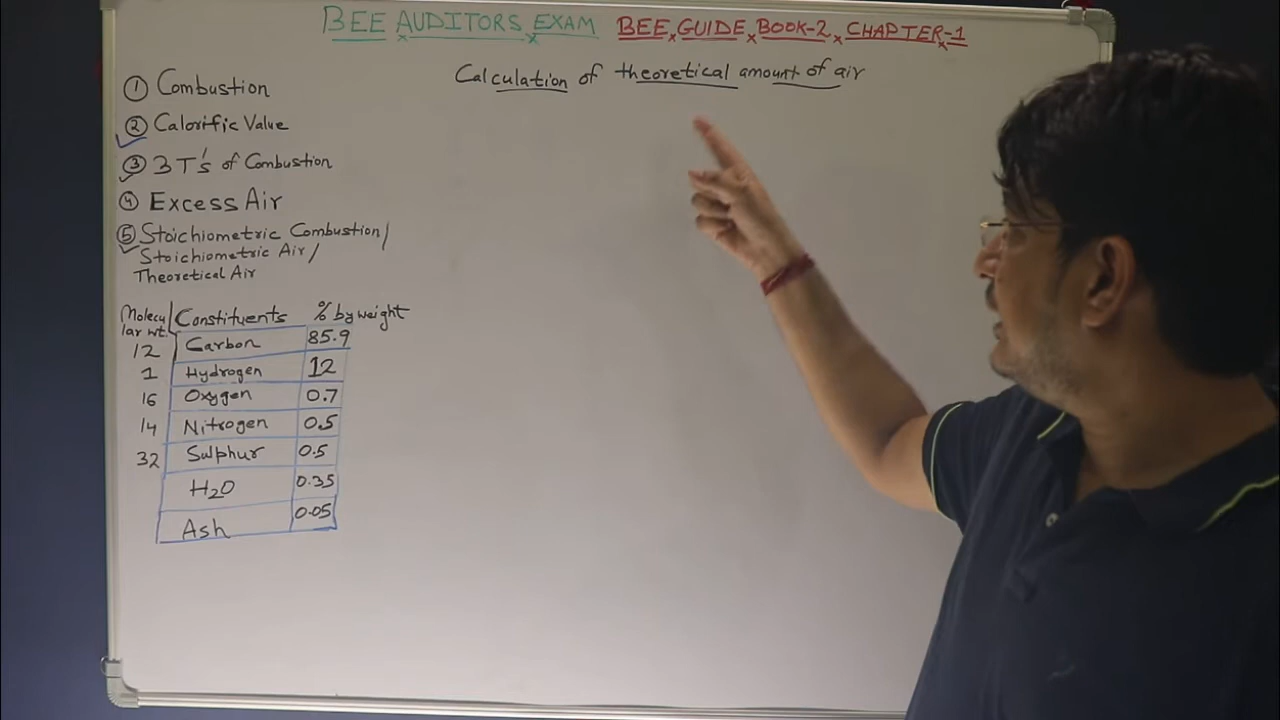 BEE AUDITORS EXAM BEE GUIDE BOOK-2 CHAPTER-1
Calculation of theoretical amount of air
① Combustion
② Calorific Value
③ 3 T's of Combustion
④ Excess Air
⑤ Stoichiometric Combustion/
Stoichiometric Air/
Theoretical Air
Molecular wt. Constituents % by weight
12 Carbon 85.9
1 Hydrogen 12
16 Oxygen 0.7
14 Nitrogen 0.5
32 Sulphur 0.5
H2O 0.35
Ash 0.05